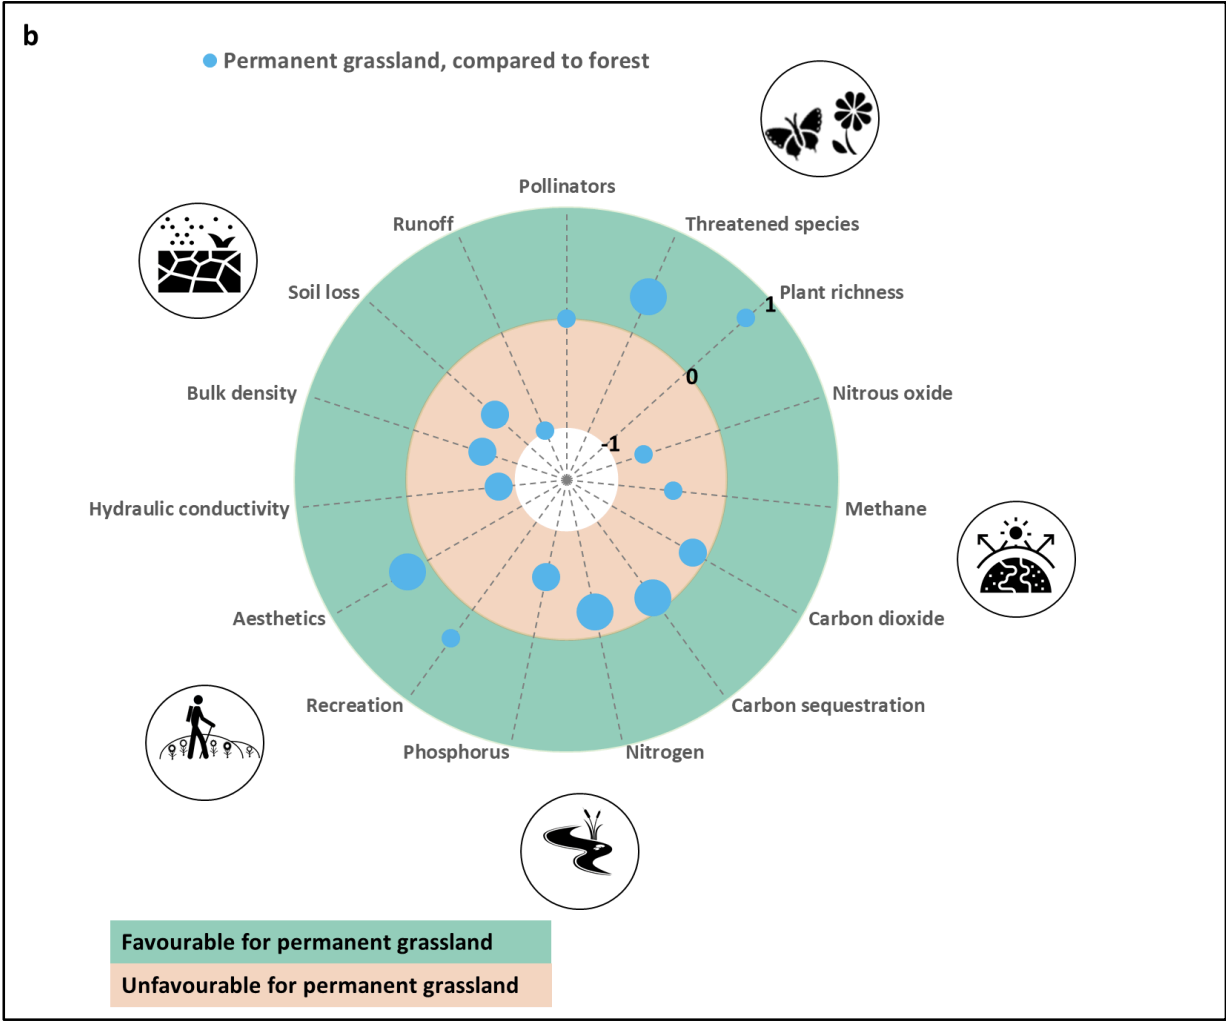 b
Permanent grassland, compared to forest
Pollinators
Runoff
Threatened species
Soil loss
Plant richness
1
0
Bulk density
Nitrous oxide
-1
Hydraulic conductivity
Methane
Aesthetics
Carbon dioxide
Recreation
Carbon sequestration
Phosphorus
Nitrogen
Favourable for permanent grassland
Unfavourable for permanent grassland